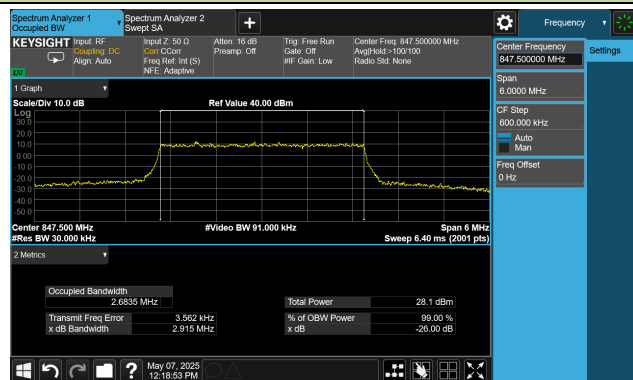 Spectrum Analyzer 1
Occupied BW
Spectrum Analyzer 2
Swept SA
Frequency
KEYSIGHT
Input: RF
Coupling: DC
Align: Auto
Input Z: 50 Ω
Corr CCorr
Freq Ref: Int (S)
NFE: Adaptive
Atten: 16 dB
Preamp: Off
Trig: Free Run
Gate: Off
#IF Gain: Low
Center Freq: 847.500000 MHz
Avg|Hold:>100/100
Radio Std: None
LXI
Center Frequency
847.500000 MHz
Settings
Span
6.0000 MHz
CF Step
600.000 kHz
Auto
Man
Freq Offset
0 Hz
1 Graph
Scale/Div 10.0 dB
Ref Value 40.00 dBm
Log
30.0
20.0
10.0
0.00
-10.0
-20.0
-30.0
-40.0
-50.0
Center 847.500 MHz
#Video BW 91.000 kHz
Span 6 MHz
#Res BW 30.000 kHz
Sweep 6.40 ms (2001 pts)
2 Metrics
Occupied Bandwidth
2.6835 MHz
Total Power
28.1 dBm
Transmit Freq Error
3.562 kHz
% of OBW Power
99.00 %
x dB Bandwidth
2.915 MHz
x dB
-26.00 dB
?
May 07, 2025
12:18:53 PM